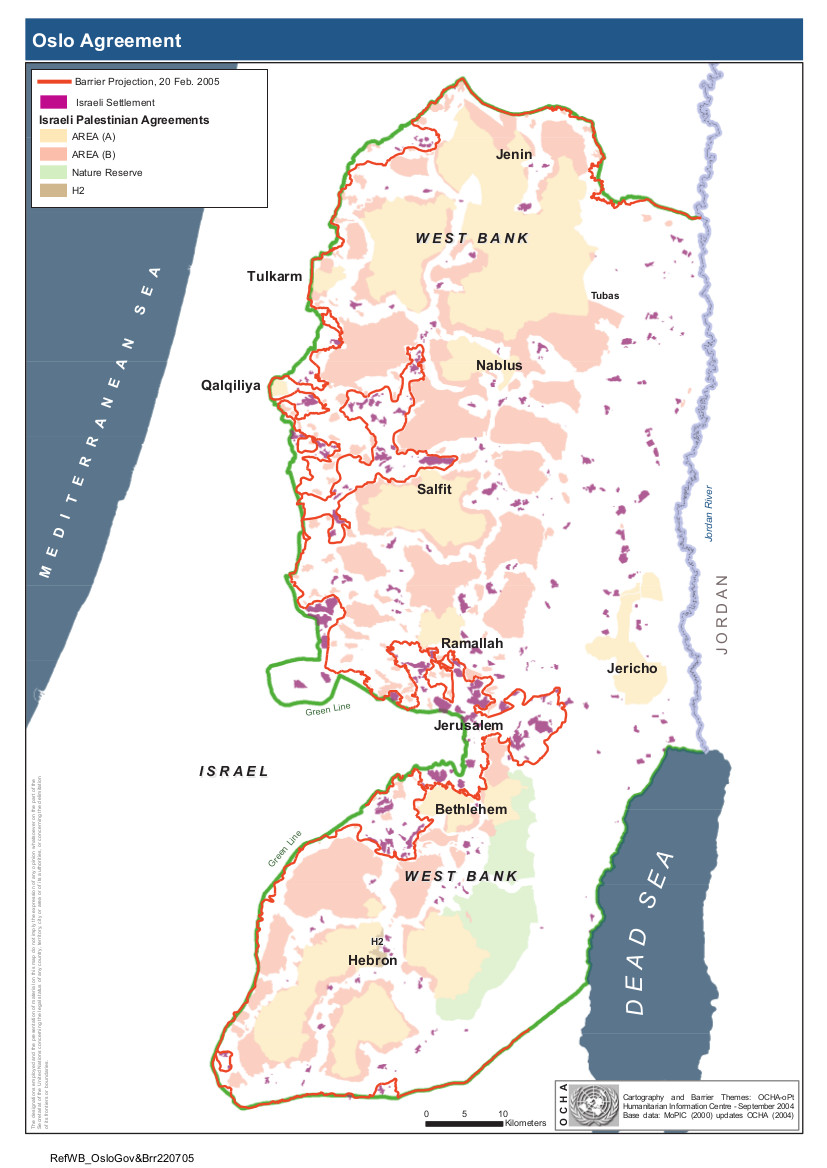 Oslo Agreement
Barrier Projection, 20 Feb. 2005
Israeli Settlement
Israeli Palestinian Agreements
AREA (A)
AREA (B)
Nature Reserve
H2
Jenin
WEST BANK
MEDITERRANEAN SEA
Tulkarm
Tubas
Nablus
Qalqiliya
Salfit
Jordan River
JORDAN
Ramallah
Jericho
Green Line
Jerusalem
ISRAEL
Bethlehem
Green Line
WEST BANK
DEAD SEA
H2
Hebron
The designations employed and the presentation of material on this map do not imply the expression of any opinion whatsoever on the part of the
Secretariat of the United Nations concerning the legal status of any country, territory, city or area or of its authorities, or concerning the delimitation
of its frontiers or boundaries.
0 5 10
Kilometers
OCHA
Cartography and Barrier Themes: OCHA-oPt
Humanitarian Information Centre - September 2004
Base data: MoPIC (2000) updates OCHA (2004)
RefWB_OsloGov&Brr220705